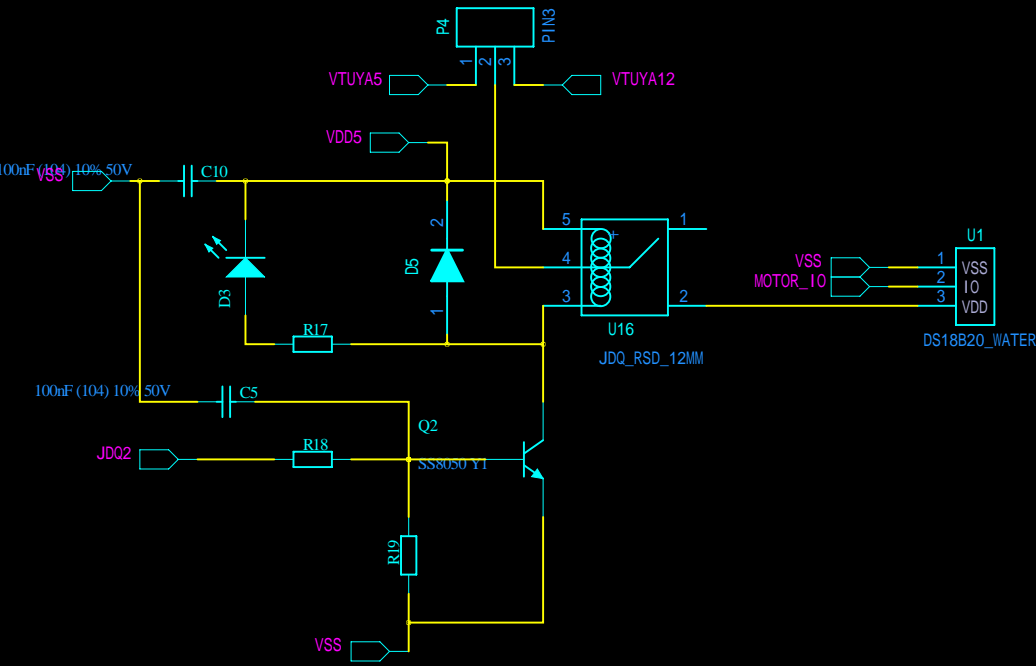 P4
PIN3
1
2
3
VTUYA5
VTUYA12
VDD5
100nF (104) 10% 50V
VSS
C10
2
D5
1
D3
R17
5
4
3
+
1
2
U16
JDQ_RSD_12MM
U1
VSS
MOTOR_IO
1
2
3
VSS
IO
VDD
DS18B20_WATER
100nF (104) 10% 50V
C5
Q2
JDQ2
R18
SS8050 Y1
R19
VSS